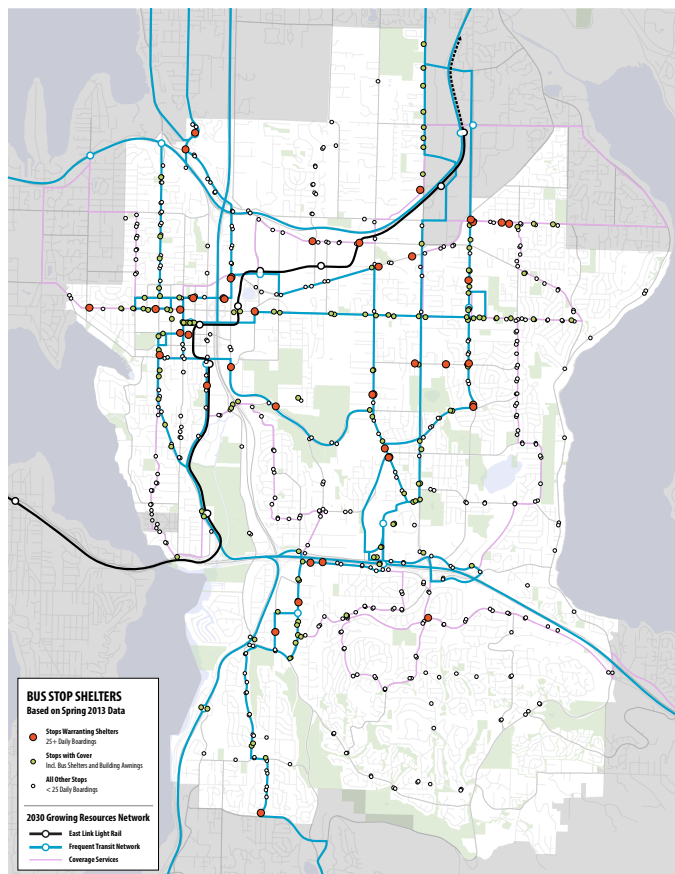 BUS STOP SHELTERS
Based on Spring 2013 Data
Stops Warranting Shelters
25+ Daily Boardings
Stops with Cover
Incl. Bus Shelters and Building Awnings
All Other Stops
< 25 Daily Boardings
2030 Growing Resources Network
East Link Light Rail
Frequent Transit Network
Coverage Services